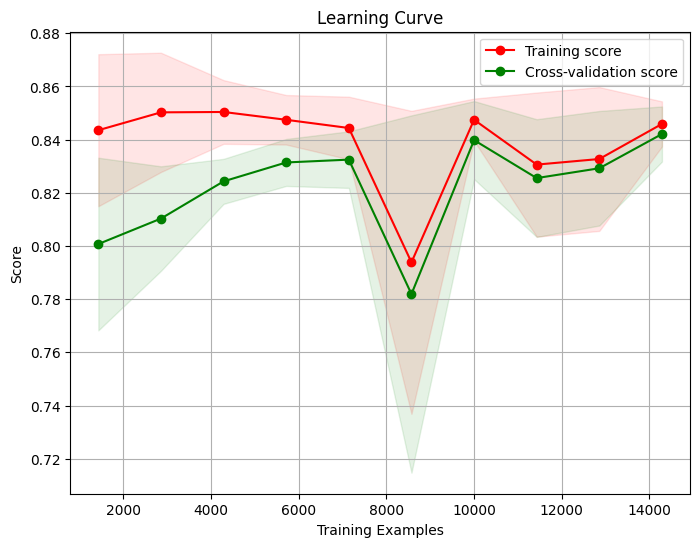 Learning Curve
Training score
Cross-validation score
Score
0.88
0.86
0.84
0.82
0.80
0.78
0.76
0.74
0.72
2000 4000 6000 8000 10000 12000 14000
Training Examples